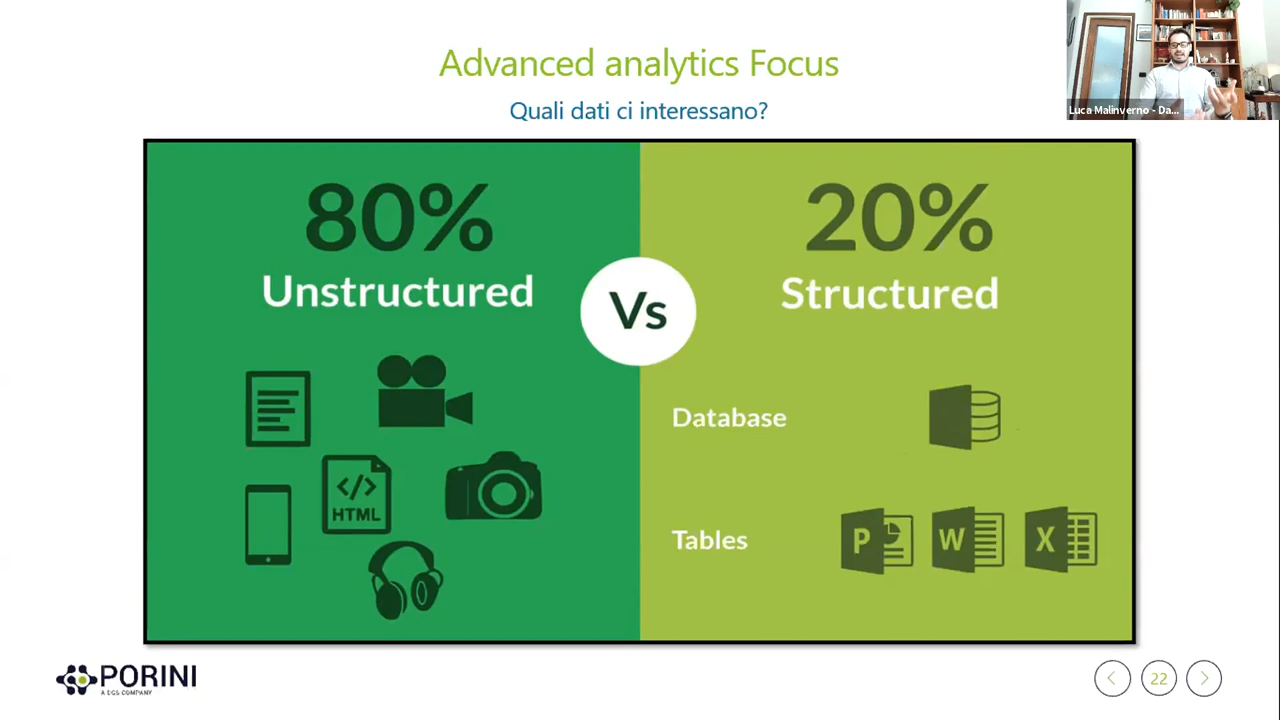 Advanced analytics Focus
Quali dati ci interessano?
Luca Malinverno - Da...
80%
Unstructured
Vs
20%
Structured
HTML
Database
Tables
P
W
X
PORINI
A DGS COMPANY
22